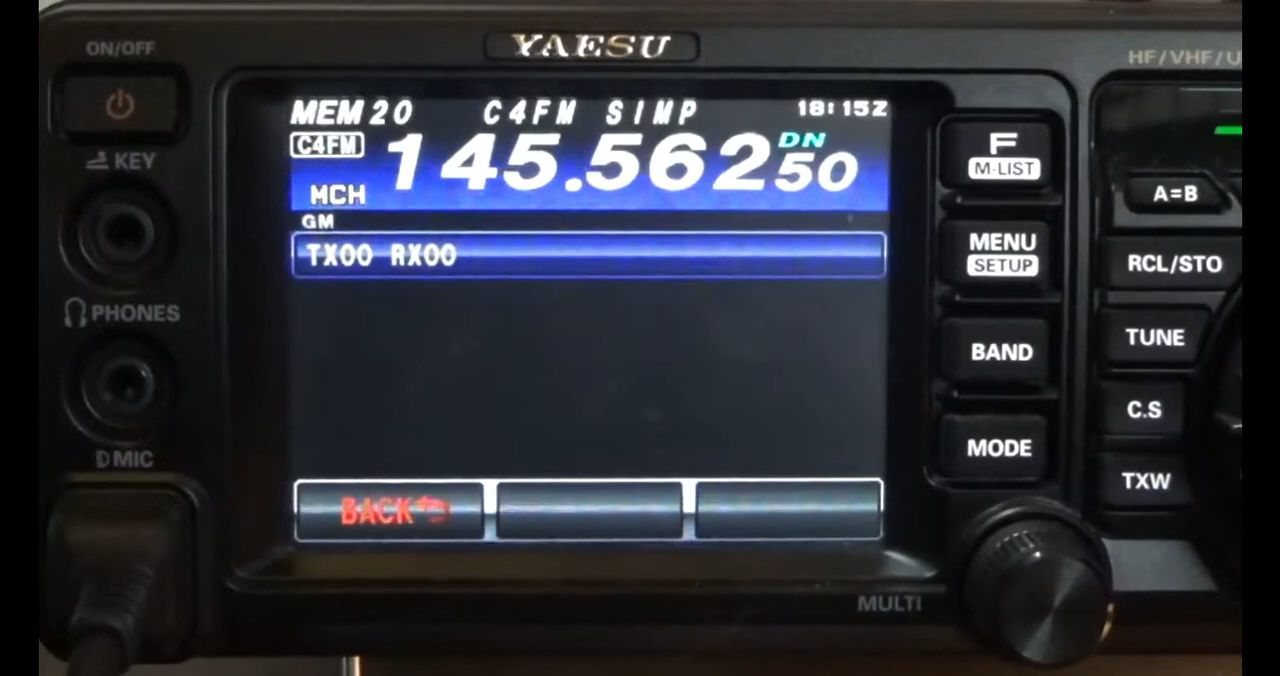 YAESU
ON/OFF
HF/VHF/U
MEM 20 C4FM SIMP 18:15Z
C4FM 145.562 50 DN
MCH
GM
TX00 RX00
BACK
KEY
PHONES
D MIC
F
M-LIST
MENU
SETUP
BAND
MODE
A=B
RCL/STO
TUNE
C.S
TXW
MULTI